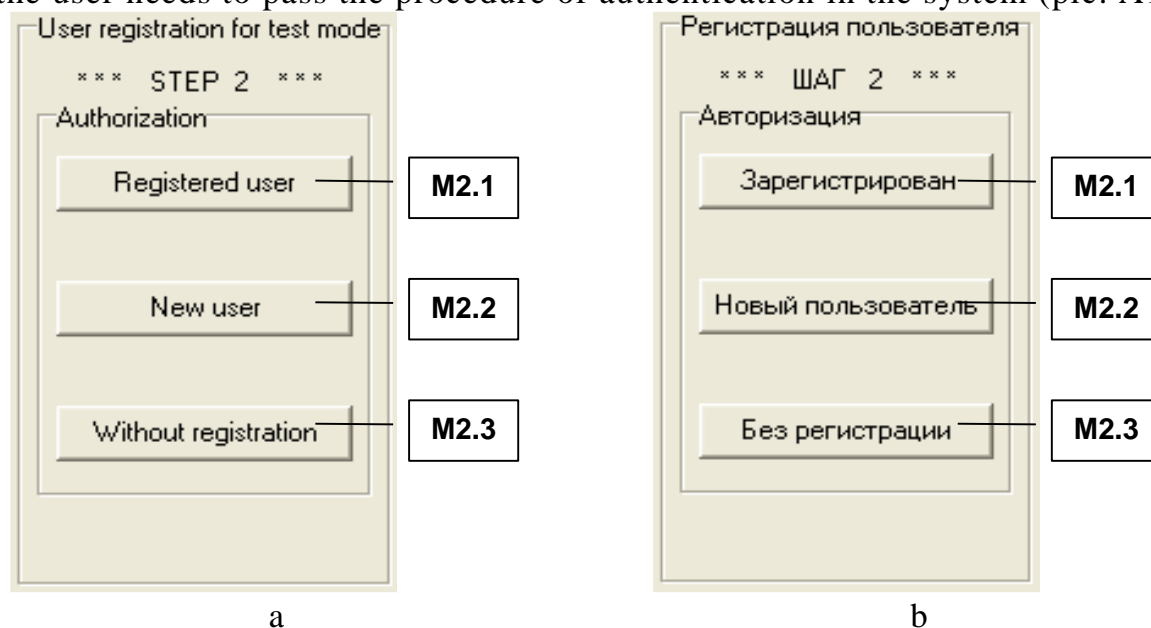 the user needs to pass the procedure of authentication in the system (pic.
User registration for test mode
*** STEP 2 ***
Authorization
Registered user
M2.1
New user
M2.2
Without registration
M2.3
a
Регистрация пользователя
*** ШАГ 2 ***
Авторизация
Зарегистрирован
M2.1
Новый пользователь
M2.2
Без регистрации
M2.3
b